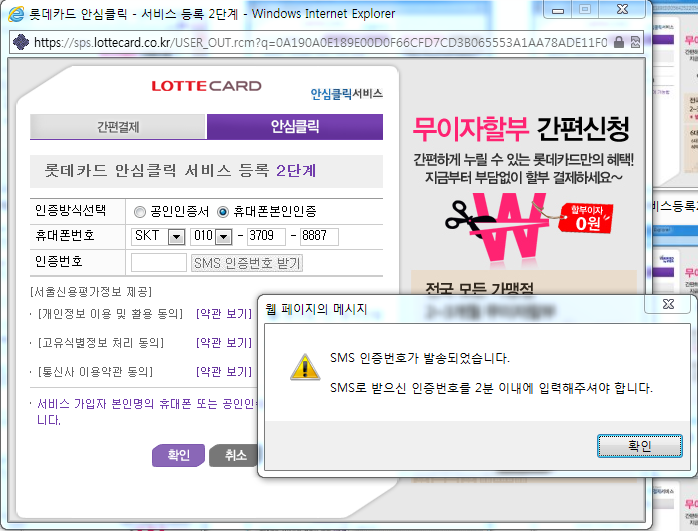 롯데카드 안심클릭 - 서비스 등록 2단계 - Windows Internet Explorer
https://sps.lottecard.co.kr/USER_OUT.rcm?q=0A190A0E189E00D0F66CFD7CD3B065553A1AA78ADE11F0
LOTTE CARD
안심클릭서비스
간편결제 안심클릭
롯데카드 안심클릭 서비스 등록 2단계
인증방식선택 공인인증서 휴대폰본인인증
휴대폰번호 SKT 010 - 3709 - 8887
인증번호 SMS 인증번호 받기
[서울신용평가정보 제공]
· [개인정보 이용 및 활용 동의] [약관 보기]
· [고유식별정보 처리 동의] [약관 보기]
· [통신사 이용약관 동의] [약관 보기]
· 서비스 가입자 본인명의 휴대폰 또는 공인인
니다.
확인 취소
무이자할부 간편신청
간편하게 누릴 수 있는 롯데카드만의 혜택!
지금부터 부담없이 할부 결제하세요~
할부이자
0원
전국 모든 가맹점
2~3개월 무이자할부
웹 페이지의 메시지
SMS 인증번호가 발송되었습니다.
SMS로 받으신 인증번호를 2분 이내에 입력해주셔야 합니다.
확인